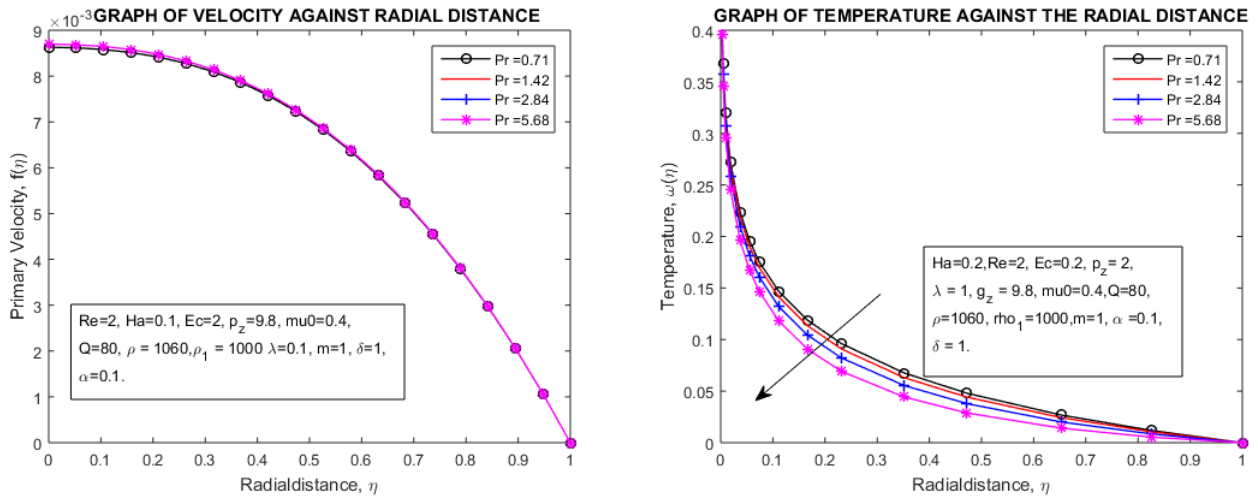 GRAPH OF VELOCITY AGAINST RADIAL DISTANCE
×10⁻³
9
8
7
6
5
4
3
2
1
0
Primary Velocity, f(η)
Pr =0.71
Pr =1.42
Pr =2.84
Pr =5.68
Re=2, Ha=0.1, Ec=2, p_z=9.8, mu0=0.4,
Q=80, ρ = 1060,ρ₁ = 1000 λ=0.1, m=1, δ=1,
α=0.1.
0 0.1 0.2 0.3 0.4 0.5 0.6 0.7 0.8 0.9 1
Radialdistance, η
GRAPH OF TEMPERATURE AGAINST THE RADIAL DISTANCE
0.4
0.35
0.3
0.25
0.2
0.15
0.1
0.05
0
Temperature, ω(η)
Pr =0.71
Pr =1.42
Pr =2.84
Pr =5.68
Ha=0.2,Re=2, Ec=0.2, p_z= 2,
λ = 1, g_z = 9.8, mu0=0.4,Q=80,
ρ=1060, rho₁=1000,m=1, α =0.1,
δ = 1.
0 0.1 0.2 0.3 0.4 0.5 0.6 0.7 0.8 0.9 1
Radialdistance, η